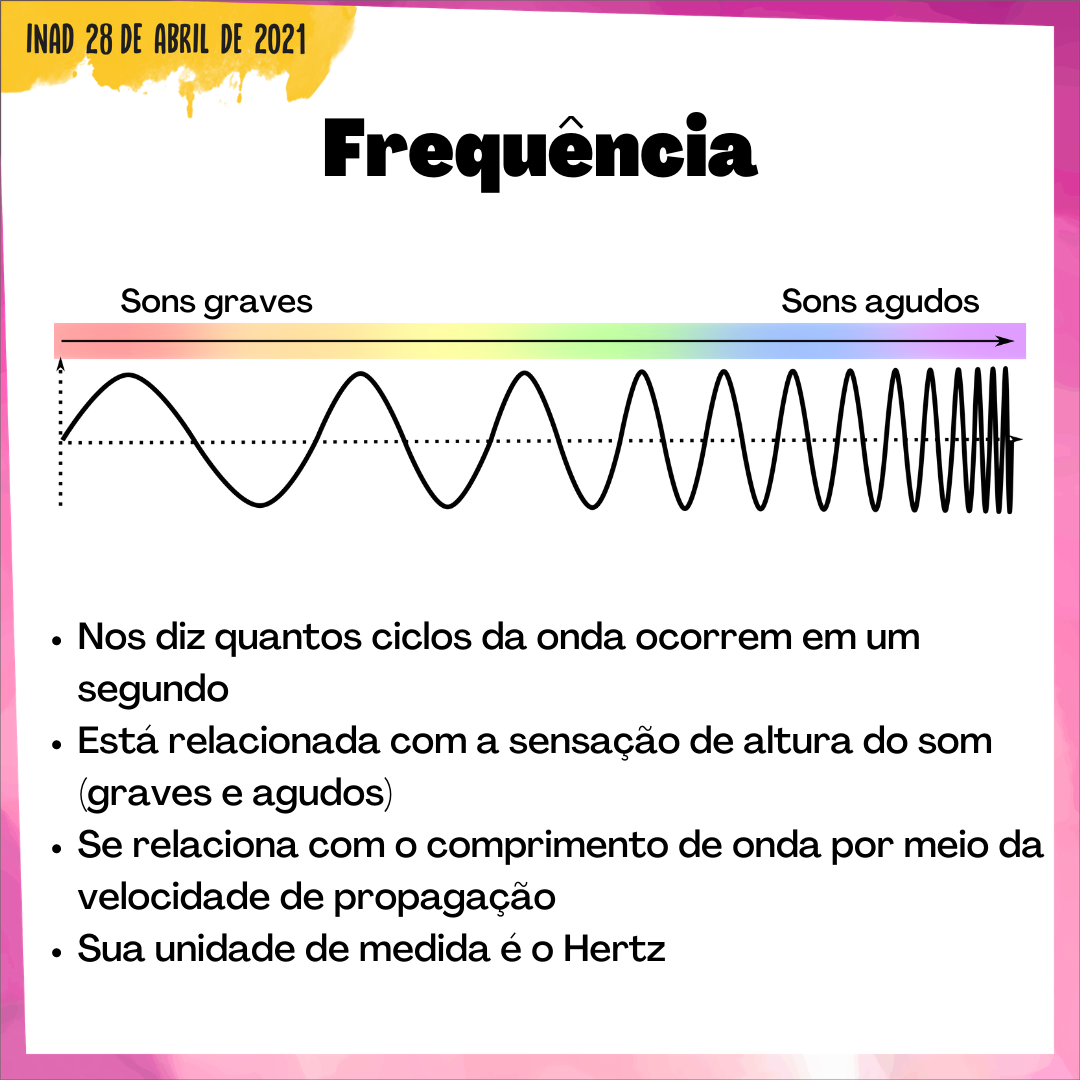 INAD 28 DE ABRIL DE 2021
Frequência
Sons graves
Sons agudos
• Nos diz quantos ciclos da onda ocorrem em um
segundo
• Está relacionada com a sensação de altura do som
(graves e agudos)
• Se relaciona com o comprimento de onda por meio da
velocidade de propagação
• Sua unidade de medida é o Hertz